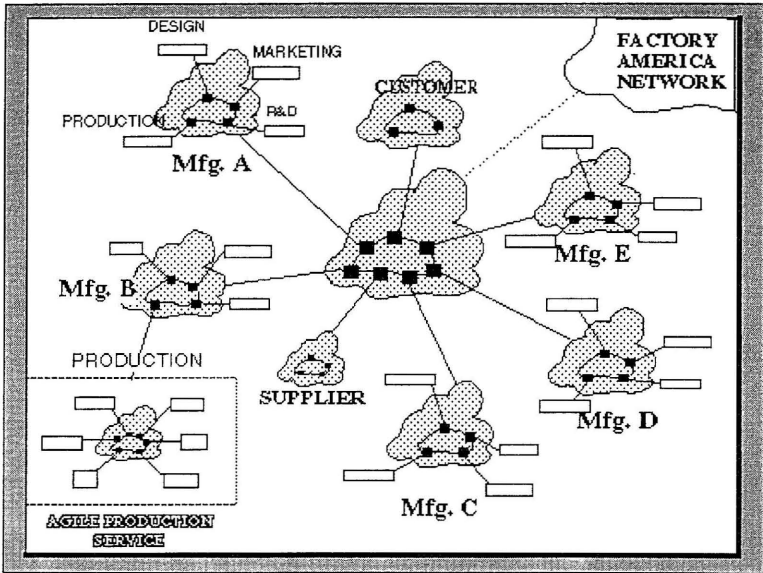 DESIGN
MARKETING
PRODUCTION
R&D
Mfg. A
CUSTOMER
FACTORY
AMERICA
NETWORK
Mfg. B
Mfg. E
PRODUCTION
SUPPLIER
Mfg. D
Mfg. C
AGILE PRODUCTION
SERVICE